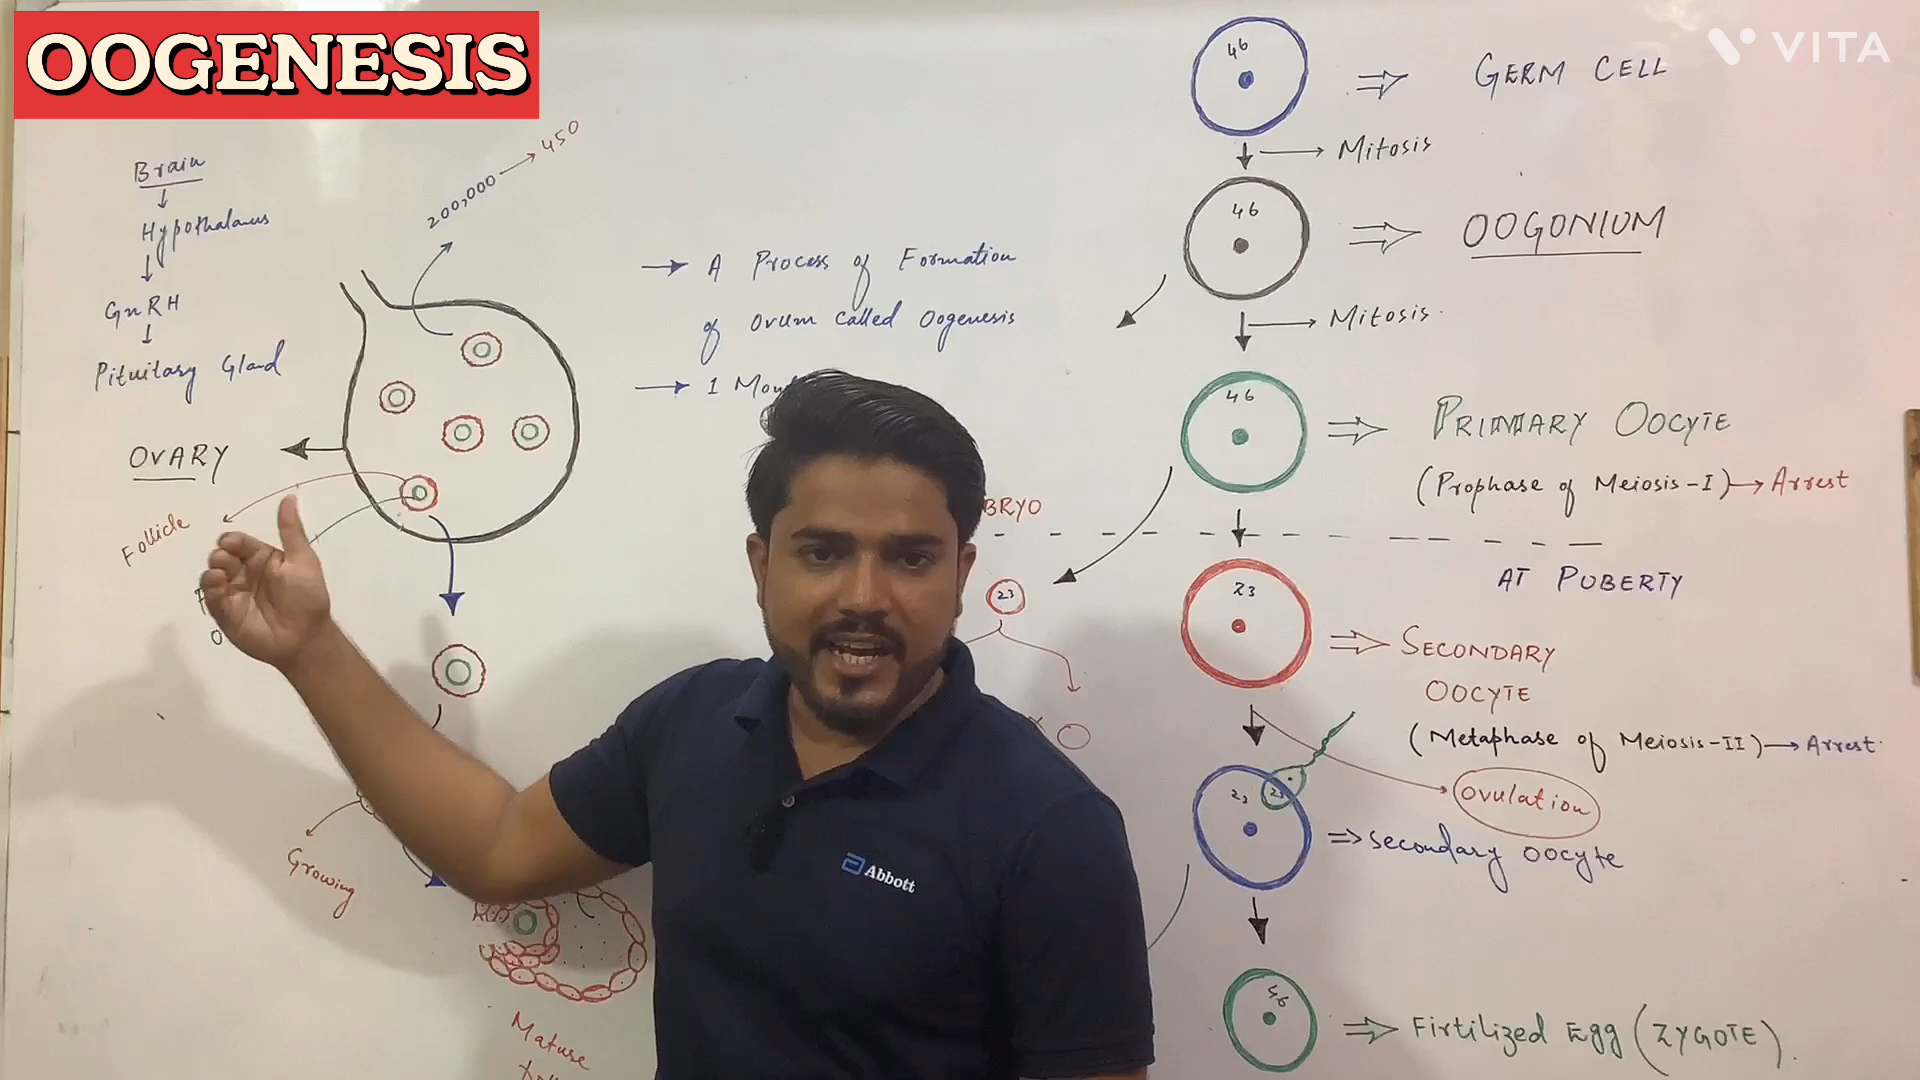 OOGENESIS
VITA
Brain
Hypothalamus
GnRH
Pituitary Gland
OVARY
Follicle
200,000 → 450
→ A Process of Formation
of Ovum called Oogenesis
→ 1
BRYO
23
Growing
Mature
Abbott
46
⇒ GERM CELL
→ Mitosis
46
⇒ OOGONIUM
→ Mitosis
46
⇒ PRIMARY OOCYTE
(Prophase of Meiosis-I) → Arrest
AT PUBERTY
23
⇒ SECONDARY
OOCYTE
(Metaphase of Meiosis-II) → Arrest
Ovulation
23
23
⇒ Secondary OOCYTE
46
⇒ Firtilized Egg (ZYGOTE).